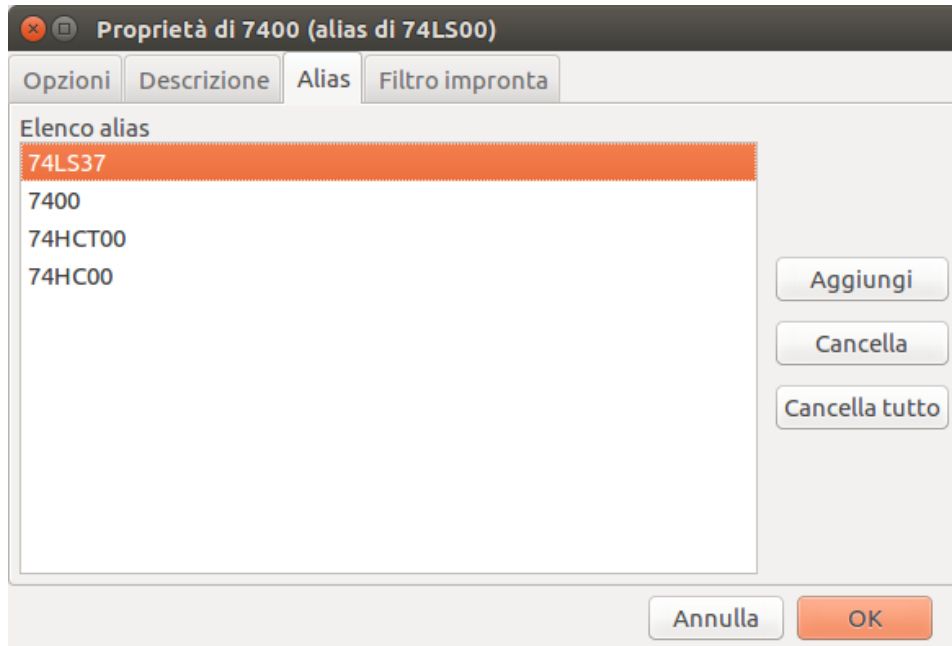 Proprietà di 7400 (alias di 74LS00)
Opzioni Descrizione Alias Filtro impronta
Elenco alias
74LS37
7400
74HCT00
74HC00
Aggiungi
Cancella
Cancella tutto
Annulla OK